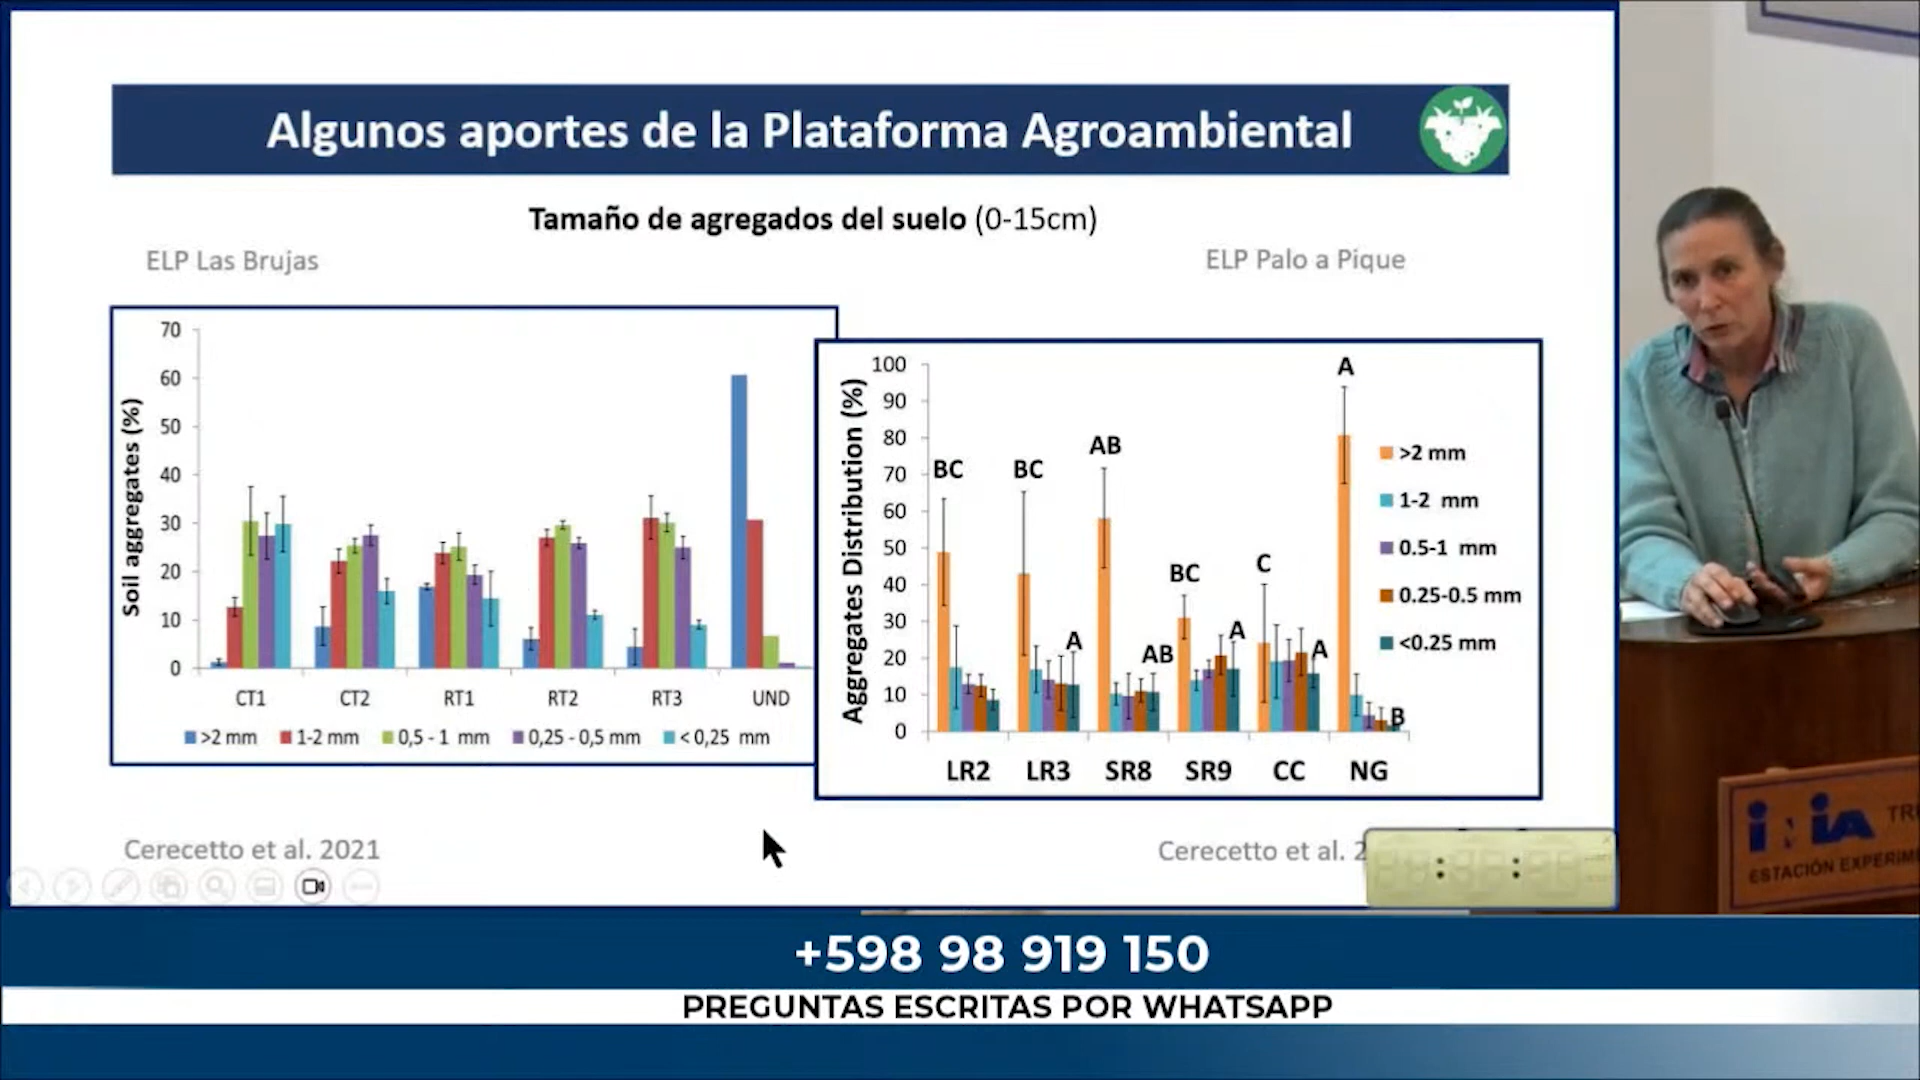 Algunos aportes de la Plataforma Agroambiental
Tamaño de agregados del suelo (0-15cm)
ELP Las Brujas
ELP Palo a Pique
Soil aggregates (%)
70
60
50
40
30
20
10
0
CT1 CT2 RT1 RT2 RT3 UND
>2 mm 1-2 mm 0,5 - 1 mm 0,25 - 0,5 mm < 0,25 mm
Aggregates Distribution (%)
100
90
80
70
60
50
40
30
20
10
0
BC BC AB BC C A
A AB A A B
LR2 LR3 SR8 SR9 CC NG
>2 mm
1-2 mm
0.5-1 mm
0.25-0.5 mm
<0.25 mm
Cerecetto et al. 2021
Cerecetto et al. 2
inia TR
ESTACIÓN EXPERIM
+598 98 919 150
PREGUNTAS ESCRITAS POR WHATSAPP